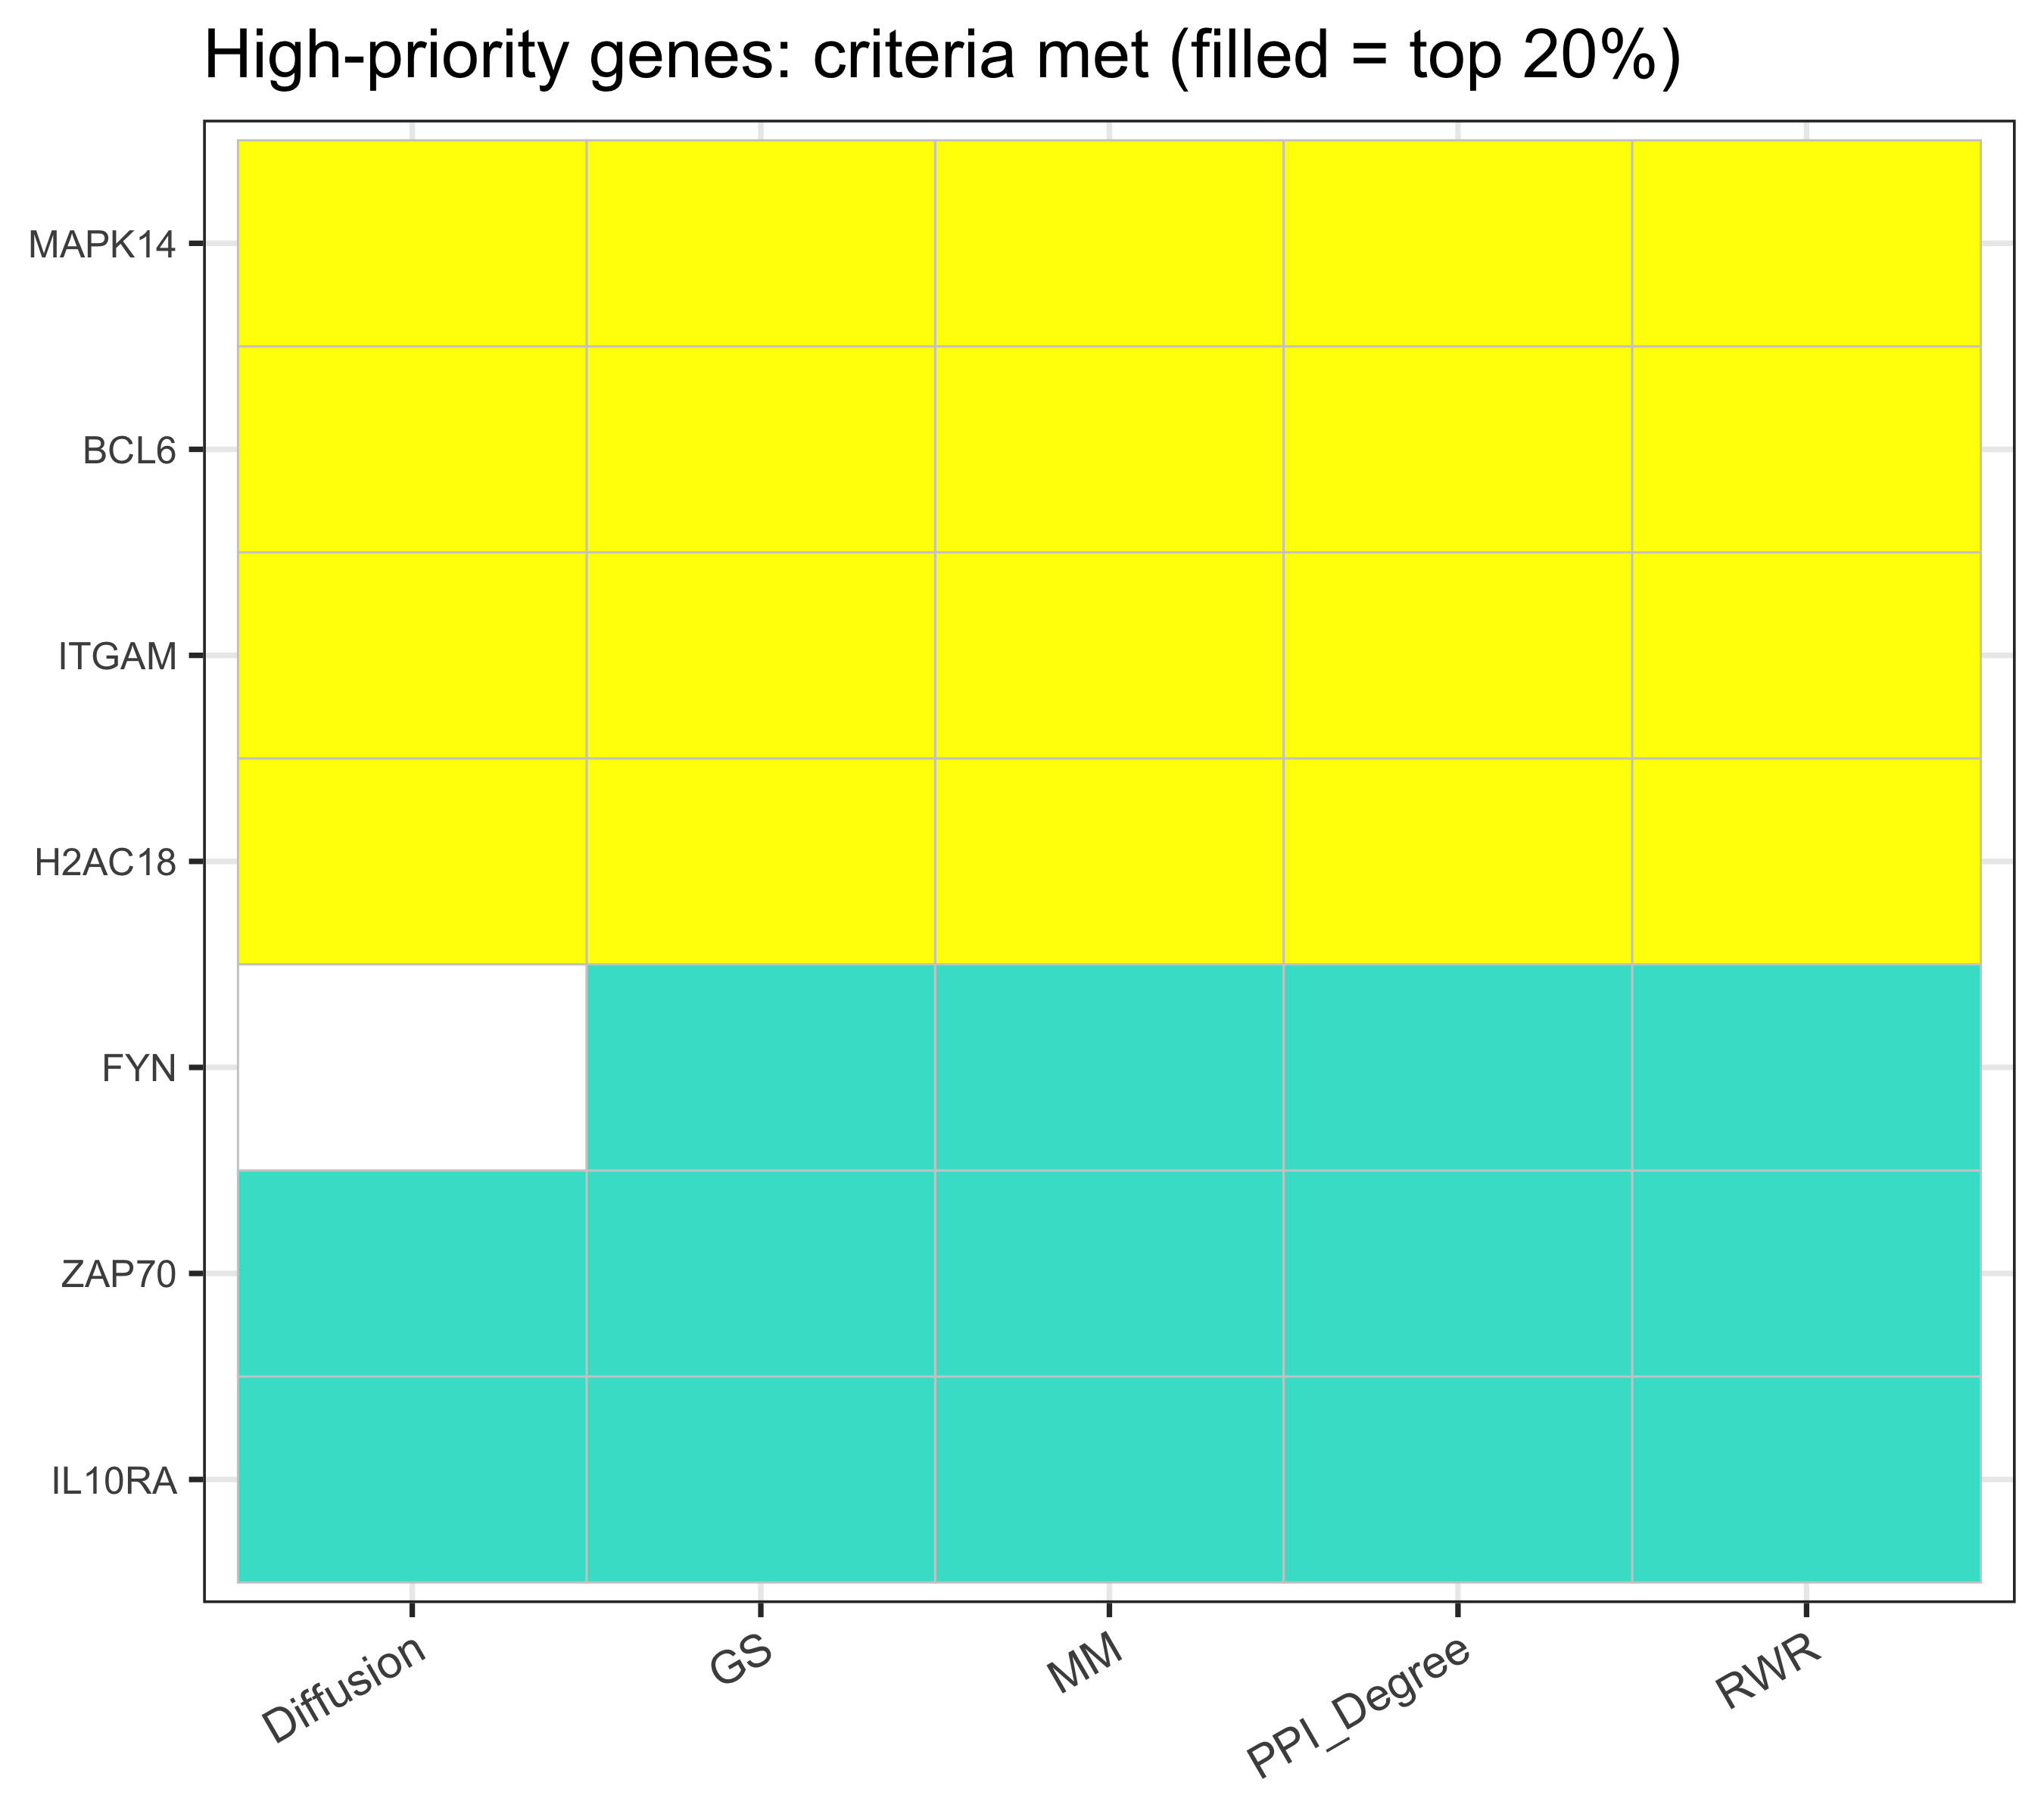 High-priority genes: criteria met (filled = top 20%)
MAPK14
BCL6
ITGAM
H2AC18
FYN
ZAP70
IL10RA
Diffusion
GS
MM
PPI_Degree
RWR